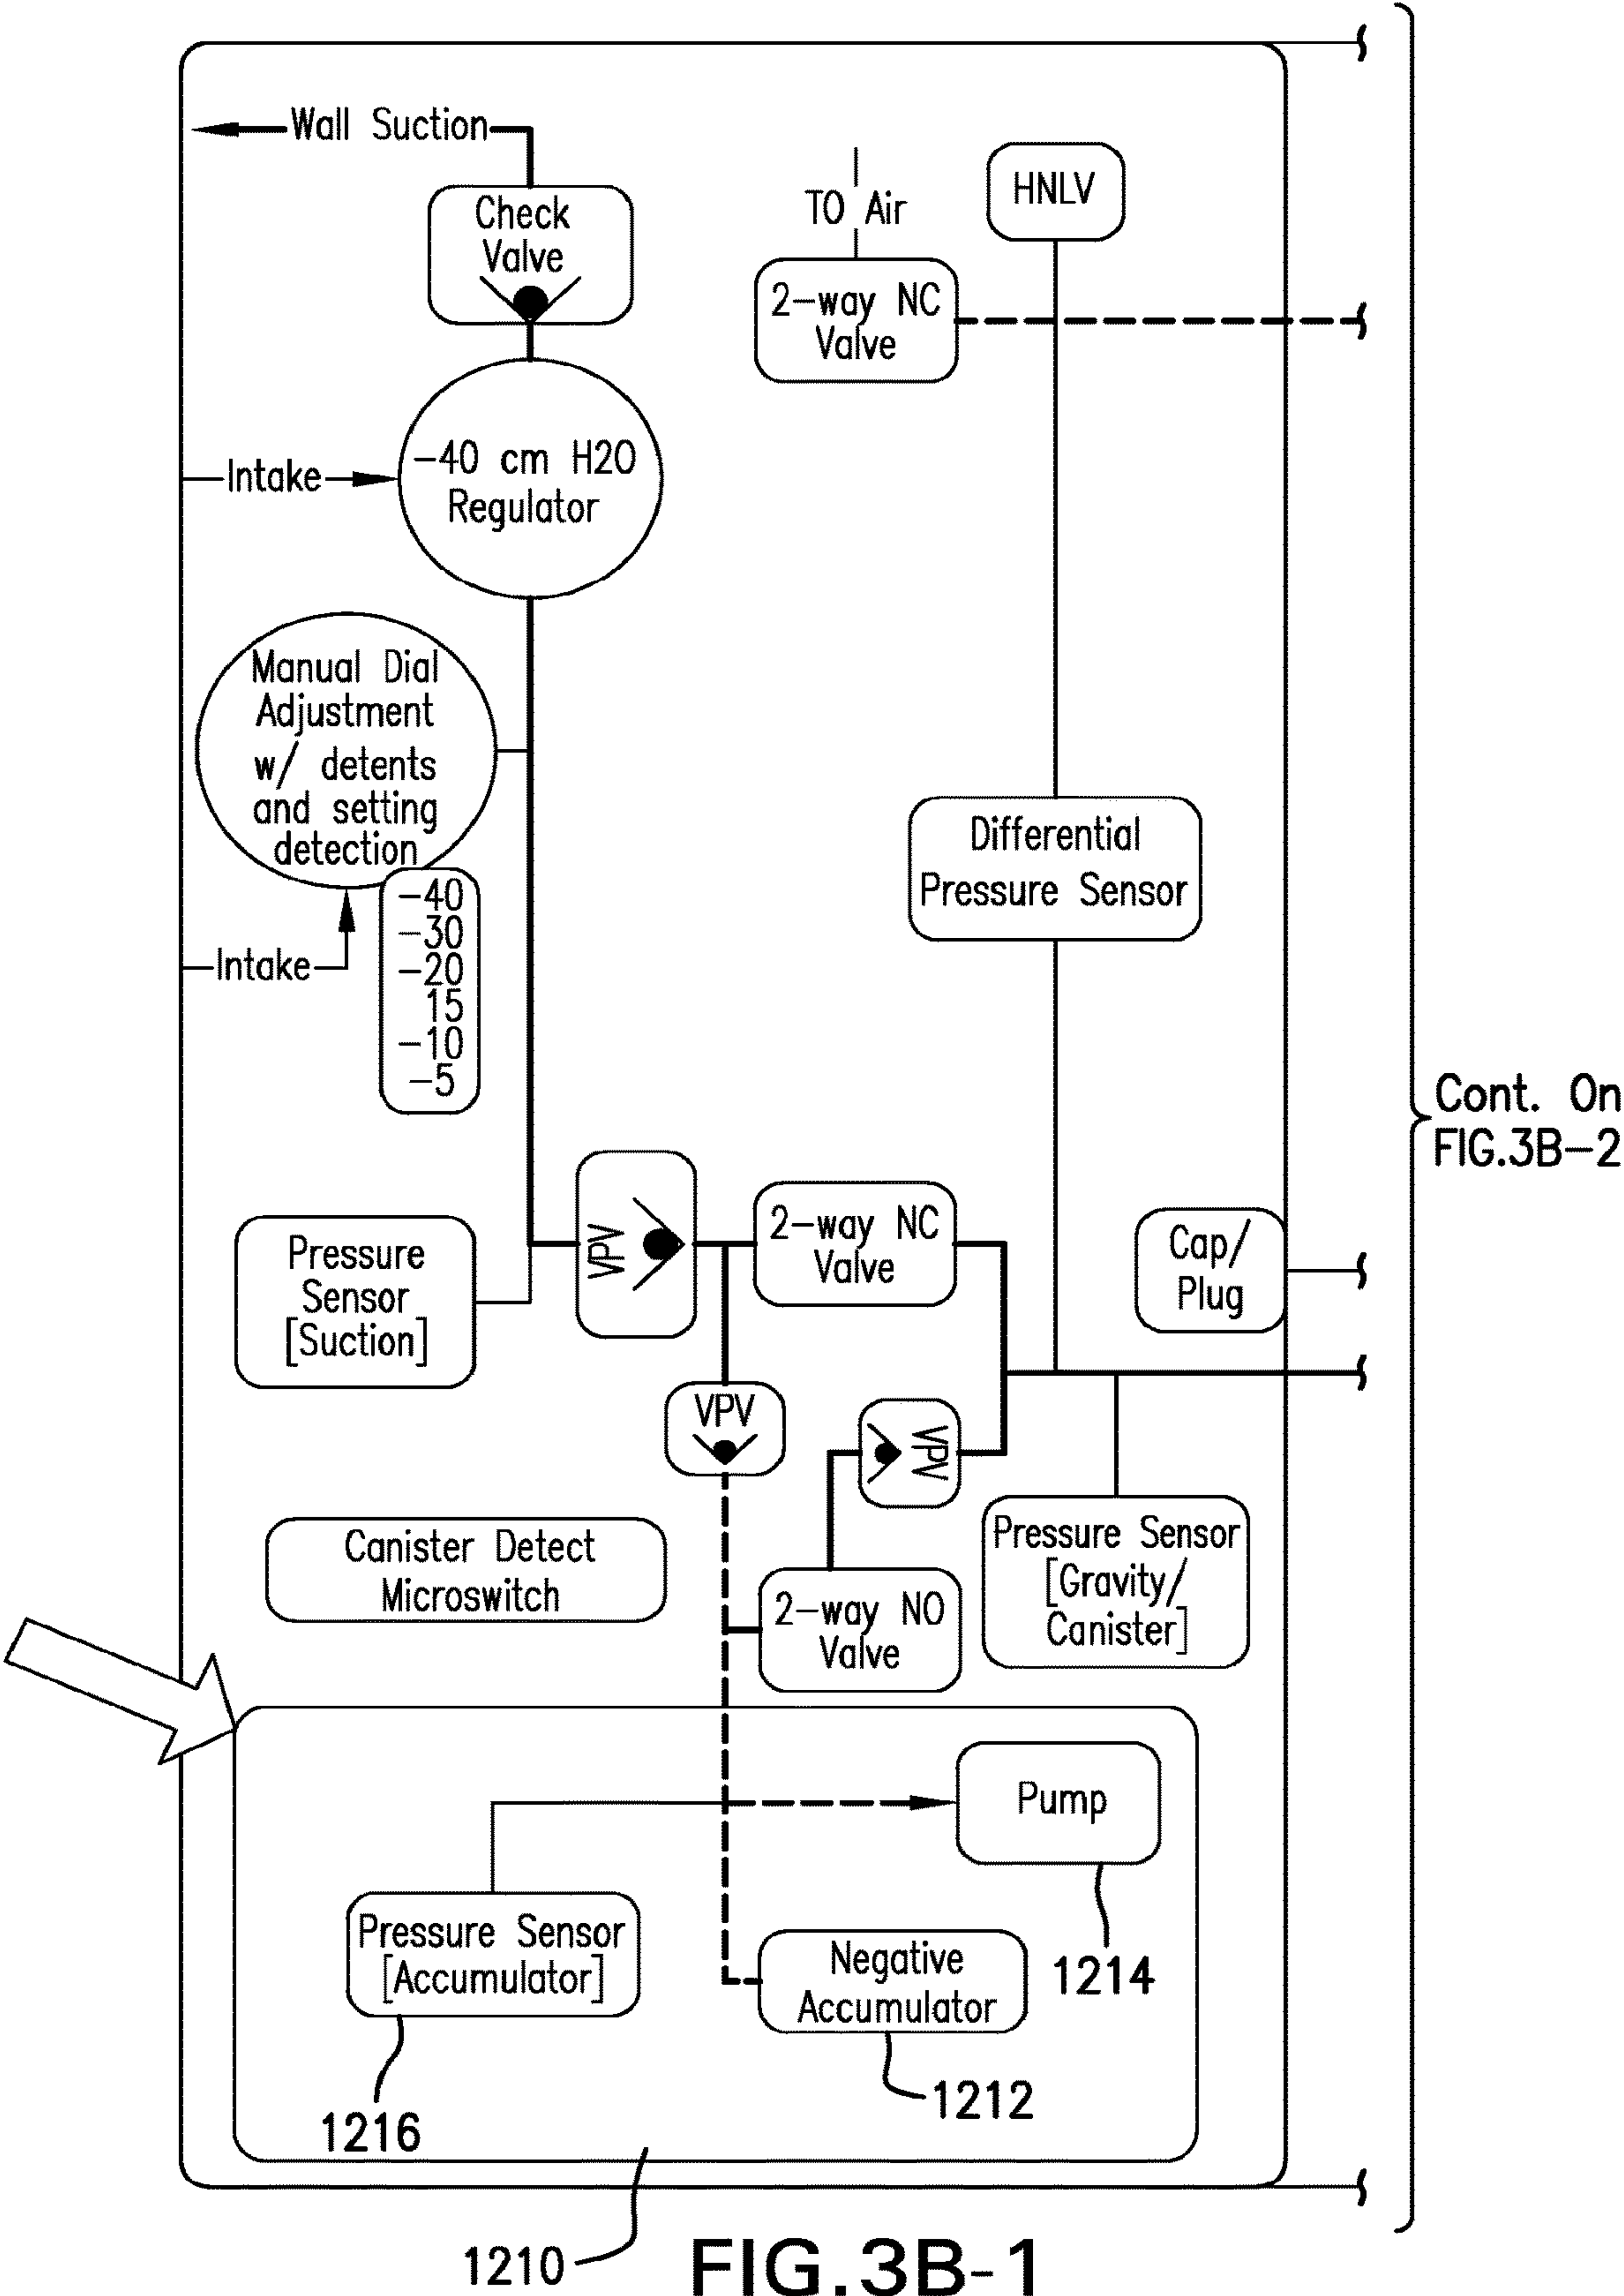 Wall Suction
Check
Valve
TO Air
HNLV
2-way NC
Valve
Intake
-40 cm H2O
Regulator
Manual Dial
Adjustment
w/ detents
and setting
detection
Intake
-40
-30
-20
15
-10
-5
Differential
Pressure Sensor
Cont. On
FIG.3B-2
Pressure
Sensor
[Suction]
VPV
2-way NC
Valve
Cap/
Plug
VPV
VPV
Canister Detect
Microswitch
2-way NO
Valve
Pressure Sensor
[Gravity/
Canister]
Pump
1214
Pressure Sensor
[Accumulator]
1216
Negative
Accumulator
1212
1210
FIG.3B-1